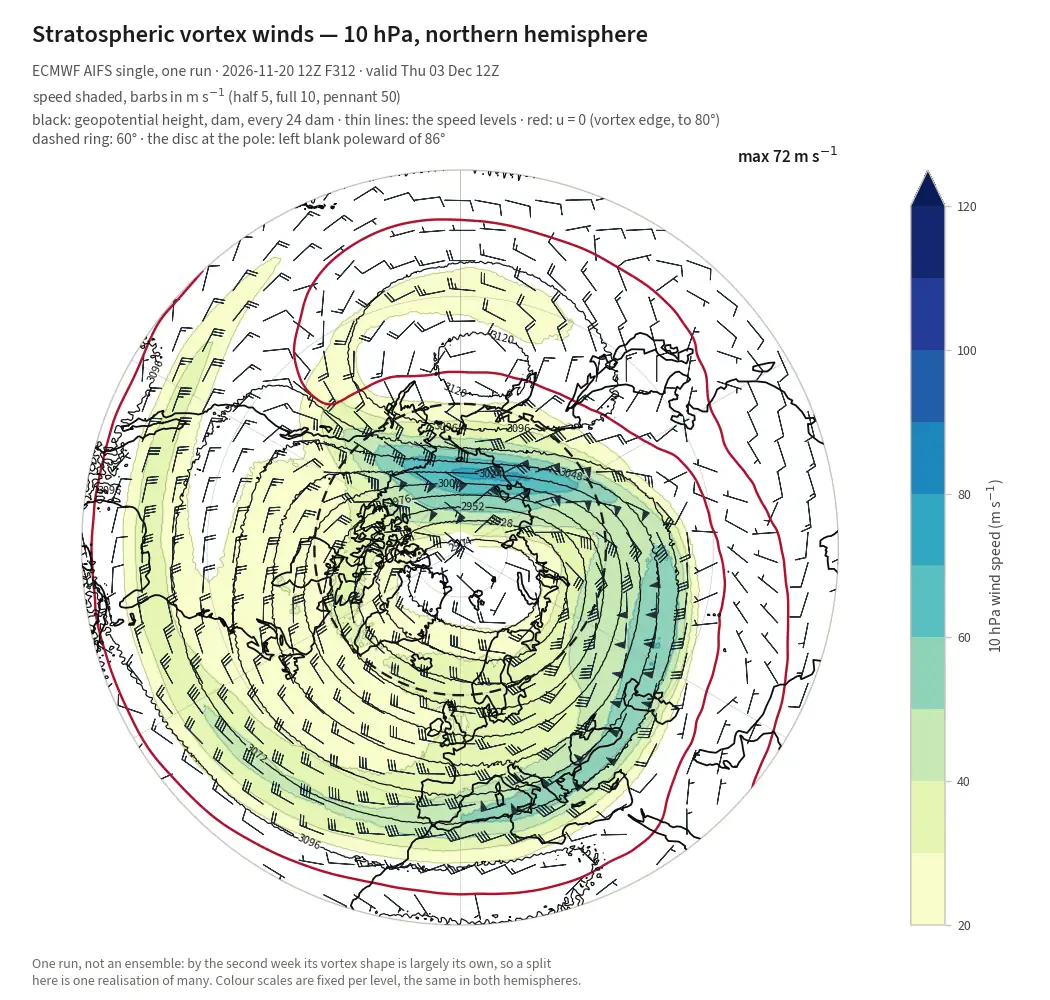 Stratospheric vortex winds — 10 hPa, northern hemisphere
ECMWF AIFS single, one run · 2026-11-20 12Z F312 · valid Thu 03 Dec 12Z
speed shaded, barbs in m s⁻¹ (half 5, full 10, pennant 50)
black: geopotential height, dam, every 24 dam · thin lines: the speed levels · red: u = 0 (vortex edge, to 80°)
dashed ring: 60° · the disc at the pole: left blank poleward of 86°
max 72 m s⁻¹
120
100
80
60
40
20
10 hPa wind speed (m s⁻¹)
3120
3120
3096
3096
3096
3048
2976
2952
2928
3072
3096
One run, not an ensemble: by the second week its vortex shape is largely its own, so a split
here is one realisation of many. Colour scales are fixed per level, the same in both hemispheres.